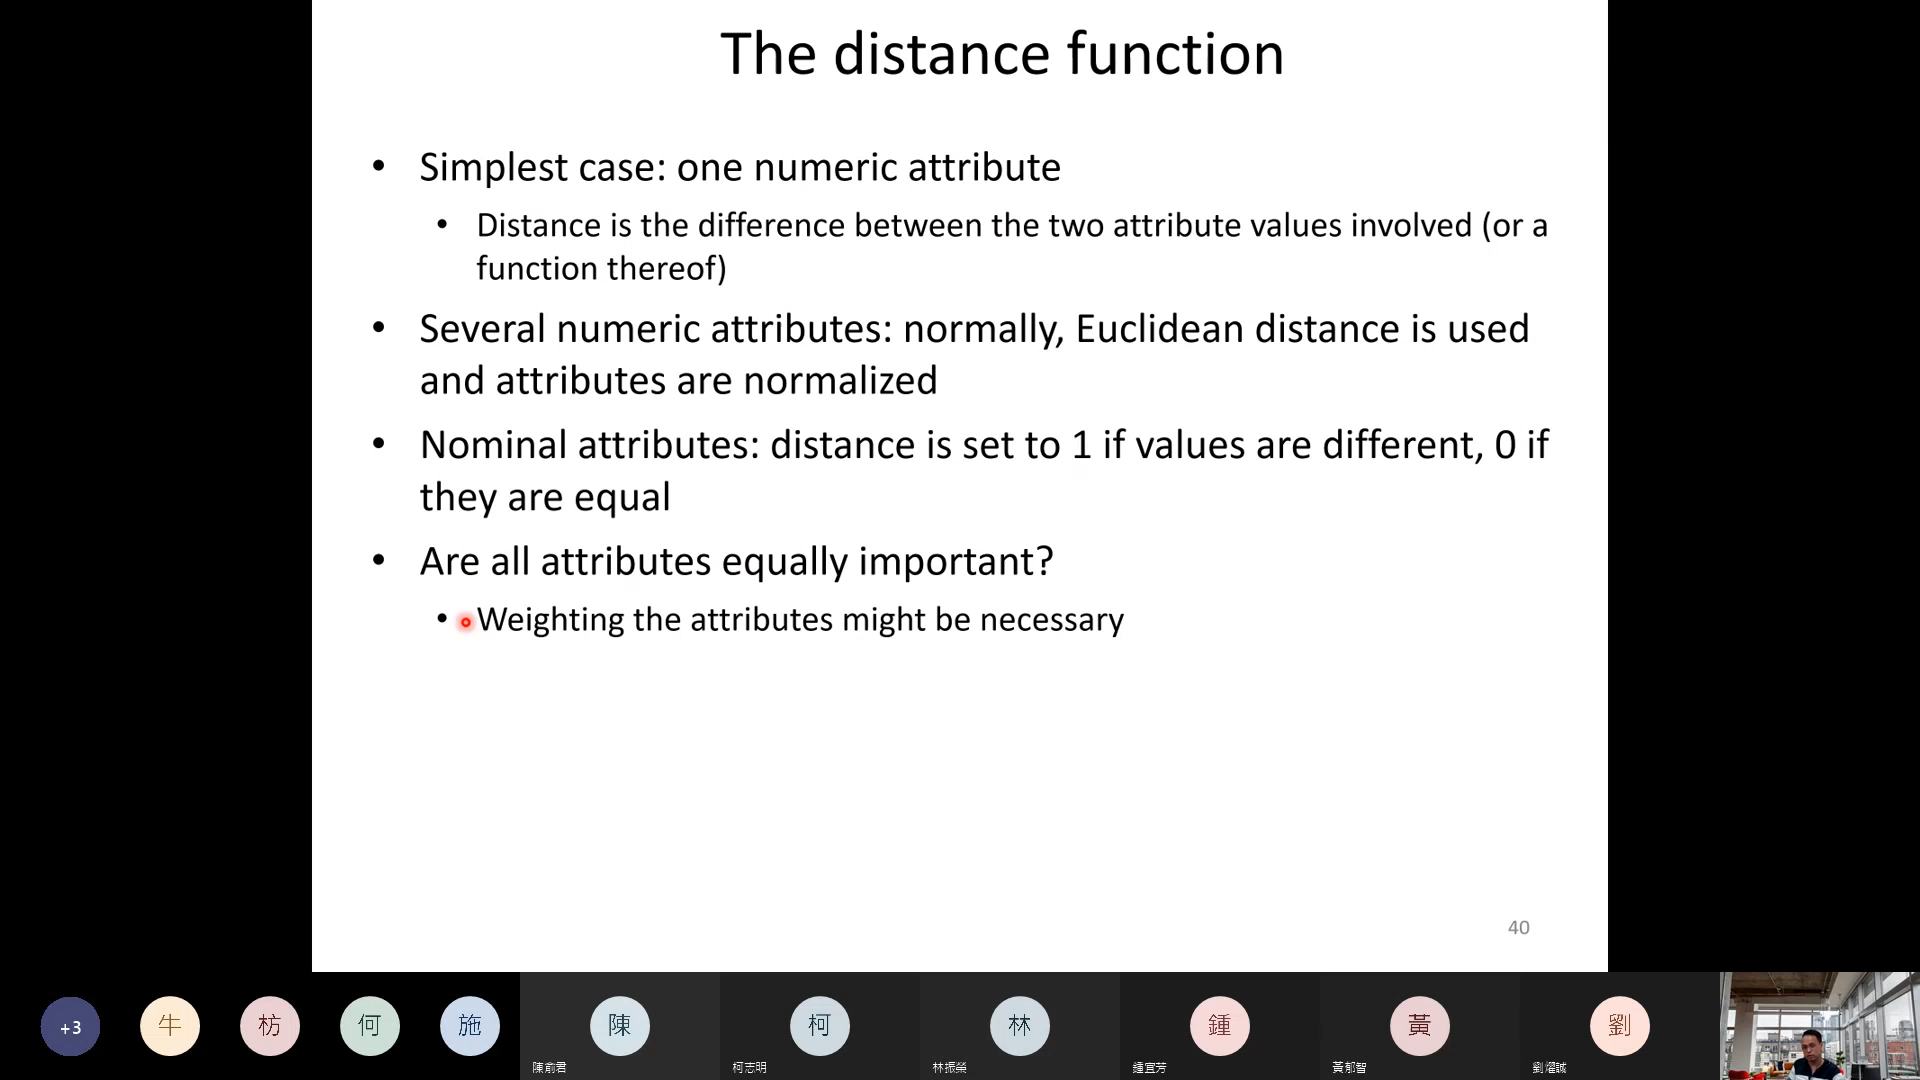 The distance function
• Simplest case: one numeric attribute
• Distance is the difference between the two attribute values involved (or a
function thereof)
• Several numeric attributes: normally, Euclidean distance is used
and attributes are normalized
• Nominal attributes: distance is set to 1 if values are different, 0 if
they are equal
• Are all attributes equally important?
• Weighting the attributes might be necessary
40
+3 牛 枋 何 施 陳 柯 林 鍾 黃 劉
陳俞君 柯志明 林振榮 鍾宜芳 黃郁智 劉燿誠